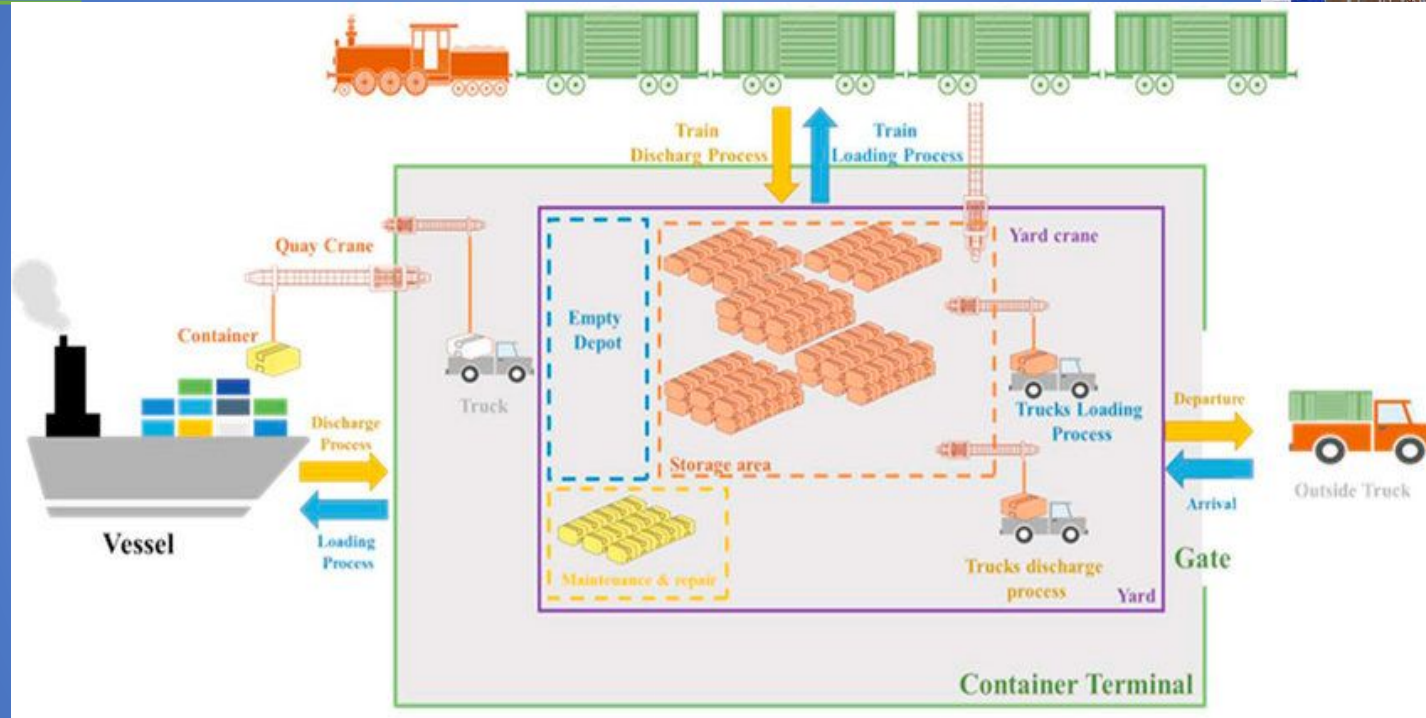 Train
Discharg Process
Train
Loading Process
Quay Crane
Yard crane
Container
Empty
Depot
Truck
Trucks Loading
Process
Departure
Discharge
Process
Storage area
Outside Truck
Arrival
Vessel
Loading
Process
Gate
Maintenance & repair
Trucks discharge
process
Yard
Container Terminal